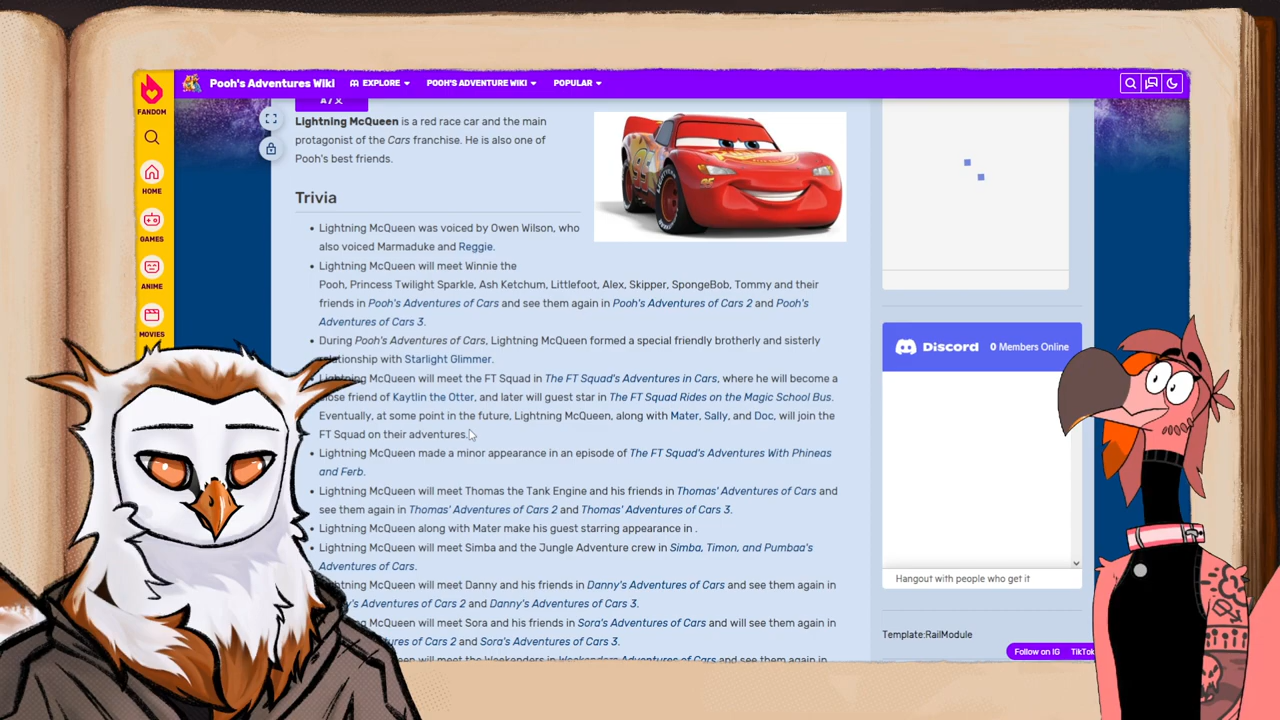 Pooh's Adventures Wiki EXPLORE POOH'S ADVENTURE WIKI POPULAR
FANDOM
HOME
GAMES
ANIME
MOVIES
Lightning McQueen is a red race car and the main
protagonist of the Cars franchise. He is also one of
Pooh's best friends.
Trivia
Lightning McQueen was voiced by Owen Wilson, who
also voiced Marmaduke and Reggie.
Lightning McQueen will meet Winnie the
Pooh, Princess Twilight Sparkle, Ash Ketchum, Littlefoot, Alex, Skipper, SpongeBob, Tommy and their
friends in Pooh's Adventures of Cars and see them again in Pooh's Adventures of Cars 2 and Pooh's
Adventures of Cars 3.
During Pooh's Adventures of Cars, Lightning McQueen formed a special friendly brotherly and sisterly
relationship with Starlight Glimmer.
Lightning McQueen will meet the FT Squad in The FT Squad's Adventures in Cars, where he will become a
close friend of Kaytlin the Otter, and later will guest star in The FT Squad Rides on the Magic School Bus.
Eventually, at some point in the future, Lightning McQueen, along with Mater, Sally, and Doc, will join the
FT Squad on their adventures.
Lightning McQueen made a minor appearance in an episode of The FT Squad's Adventures With Phineas
and Ferb.
Lightning McQueen will meet Thomas the Tank Engine and his friends in Thomas' Adventures of Cars and
see them again in Thomas' Adventures of Cars 2 and Thomas' Adventures of Cars 3.
Lightning McQueen along with Mater make his guest starring appearance in .
Lightning McQueen will meet Simba and the Jungle Adventure crew in Simba, Timon, and Pumbaa's
Adventures of Cars.
McQueen will meet Danny and his friends in Danny's Adventures of Cars and see them again in
Adventures of Cars 2 and Danny's Adventures of Cars 3.
McQueen will meet Sora and his friends in Sora's Adventures of Cars and will see them again in
of Cars 2 and Sora's Adventures of Cars 3.
McQueen will meet the Weekenders in Weekenders Adventures of Cars and see them again in
95
Discord 0 Members Online
Hangout with people who get it
Template:RailModule
Follow on IG TikTok